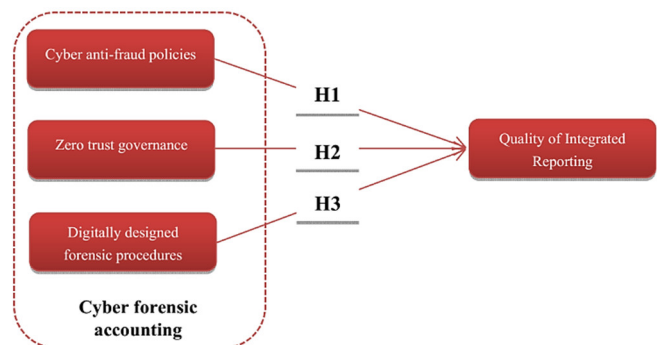 Cyber anti-fraud policies
H1
Zero trust governance
H2
Quality of Integrated
Reporting
H3
Digitally designed
forensic procedures
Cyber forensic
accounting